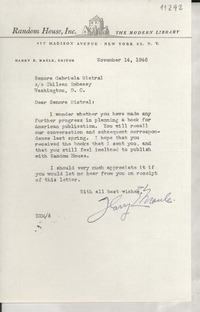 11292
Random House, Inc. THE MODERN LIBRARY
457 MADISON AVENUE · NEW YORK 22, N. Y.
HARRY E. MAULE, EDITOR
November 14, 1946
Senora Gabriela Mistral
c/o Chilean Embassy
Washington, D. C.
Dear Senora Mistral:
I wonder whether you have made any
further progress in planning a book for
American publication. You will recall
our conversation and subsequent correspon-
dence last spring. I hope that you
received the books that I sent you, and
that you still feel inclined to publish
with Random House.
I should very much appreciate it if
you would let me hear from you on receipt
of this letter.
With all best wishes,
Harry E Maule